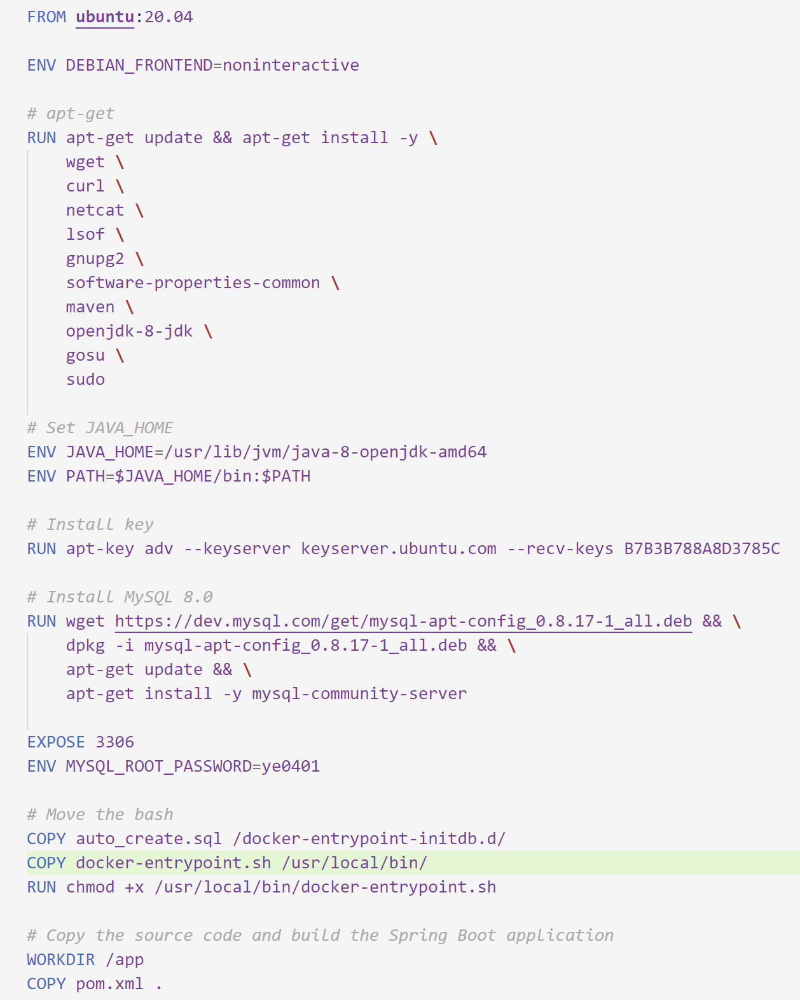 FROM ubuntu:20.04
ENV DEBIAN_FRONTEND=noninteractive
# apt-get
RUN apt-get update && apt-get install -y \
wget \
curl \
netcat \
lsof \
gnupg2 \
software-properties-common \
maven \
openjdk-8-jdk \
gosu \
sudo
# Set JAVA_HOME
ENV JAVA_HOME=/usr/lib/jvm/java-8-openjdk-amd64
ENV PATH=$JAVA_HOME/bin:$PATH
# Install key
RUN apt-key adv --keyserver keyserver.ubuntu.com --recv-keys B7B3B788A8D3785C
# Install MySQL 8.0
RUN wget https://dev.mysql.com/get/mysql-apt-config_0.8.17-1_all.deb && \
dpkg -i mysql-apt-config_0.8.17-1_all.deb && \
apt-get update && \
apt-get install -y mysql-community-server
EXPOSE 3306
ENV MYSQL_ROOT_PASSWORD=ye0401
# Move the bash
COPY auto_create.sql /docker-entrypoint-initdb.d/
COPY docker-entrypoint.sh /usr/local/bin/
RUN chmod +x /usr/local/bin/docker-entrypoint.sh
# Copy the source code and build the Spring Boot application
WORKDIR /app
COPY pom.xml .